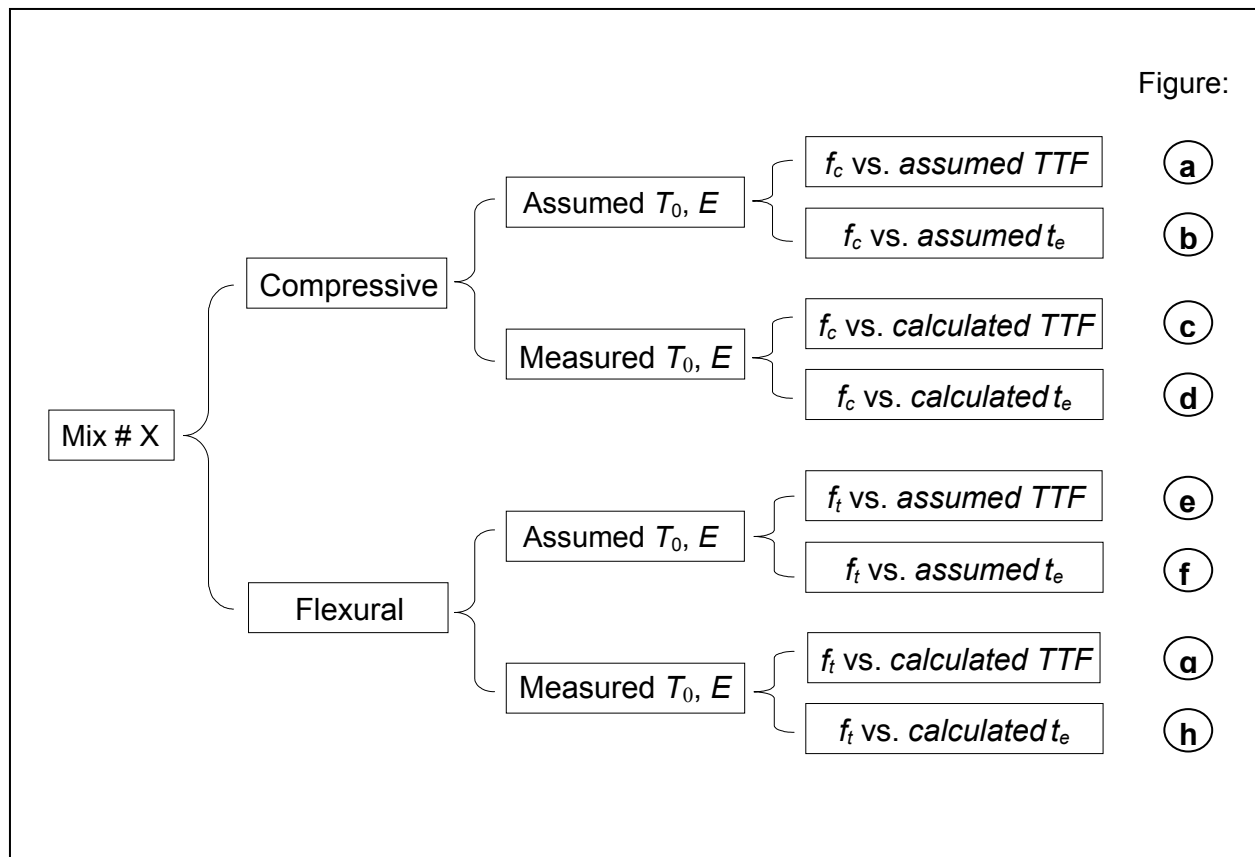 Figure:
f_c vs. assumed TTF a
Assumed T_0, E
f_c vs. assumed t_e b
Compressive
f_c vs. calculated TTF c
Measured T_0, E
f_c vs. calculated t_e d
Mix # X
f_t vs. assumed TTF e
Assumed T_0, E
f_t vs. assumed t_e f
Flexural
f_t vs. calculated TTF g
Measured T_0, E
f_t vs. calculated t_e h